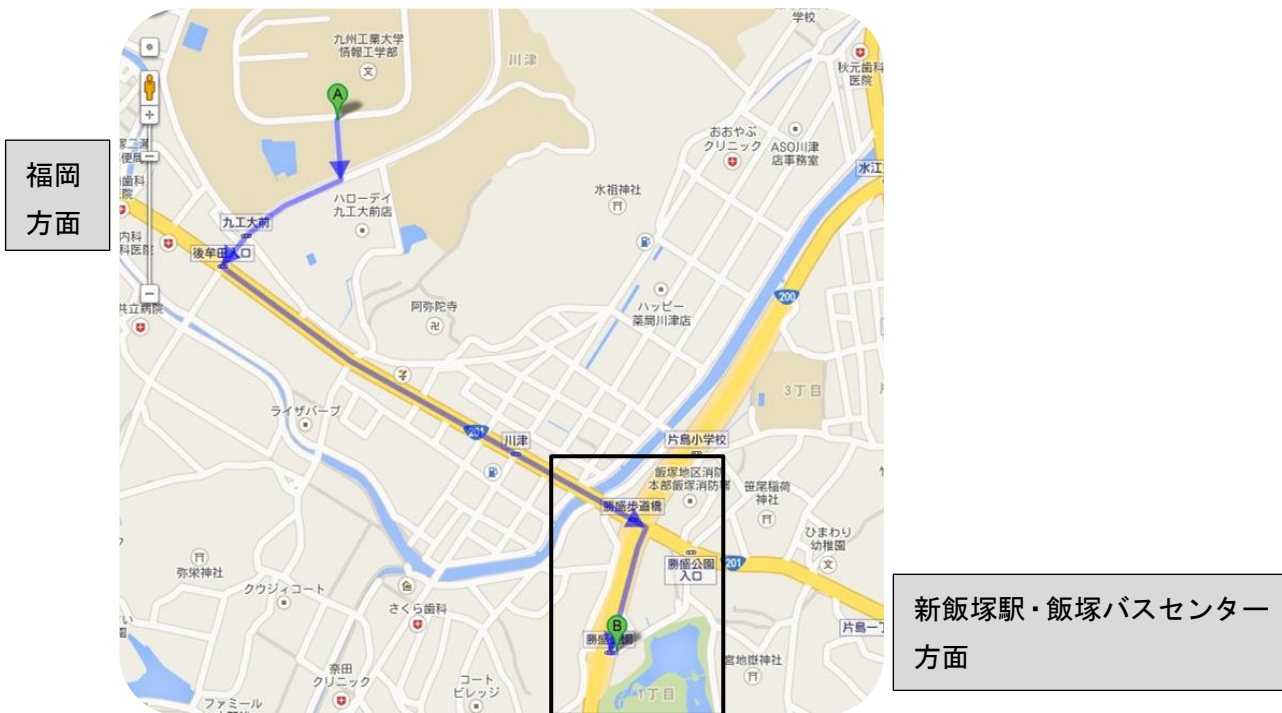 学校
九州工業大学
情報工学部
川津
秋元歯科
医院
A
おおやぶ
クリニック
ASO川津
店事務室
水江
福岡
方面
ハローデイ
九工大前店
水祖神社
九工大前
後牟田入口
内科
科医院
共立病院
阿弥陀寺
ハッピー
薬局川津店
200
3丁目
ライザバーブ
201
川津
片島小学校
飯塚地区消防
本部飯塚消防署
笹尾稲荷
神社
勝盛歩道橋
ひまわり
幼稚園
勝盛公園
入口
201
弥栄神社
クウジィコート
さくら歯科
B
片島一丁
新飯塚駅・飯塚バスセンター
方面
宮地嶽神社
奈田
クリニック
コート
ビレッジ
1丁目
ファミール